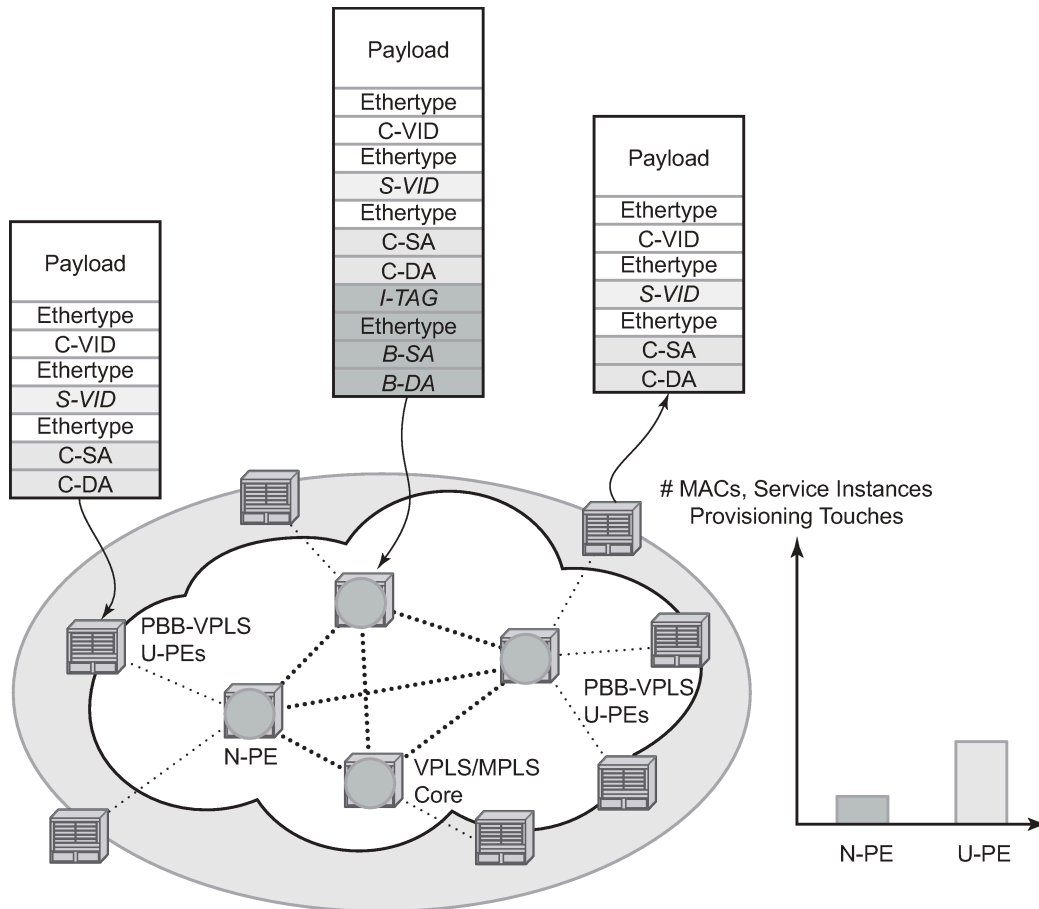 Payload
Ethertype
C-VID
Ethertype
S-VID
Ethertype
C-SA
C-DA
Payload
Ethertype
C-VID
Ethertype
S-VID
Ethertype
C-SA
C-DA
I-TAG
Ethertype
B-SA
B-DA
Payload
Ethertype
C-VID
Ethertype
S-VID
Ethertype
C-SA
C-DA
PBB-VPLS
U-PEs
N-PE
VPLS/MPLS
Core
PBB-VPLS
U-PEs
# MACs, Service Instances
Provisioning Touches
N-PE
U-PE